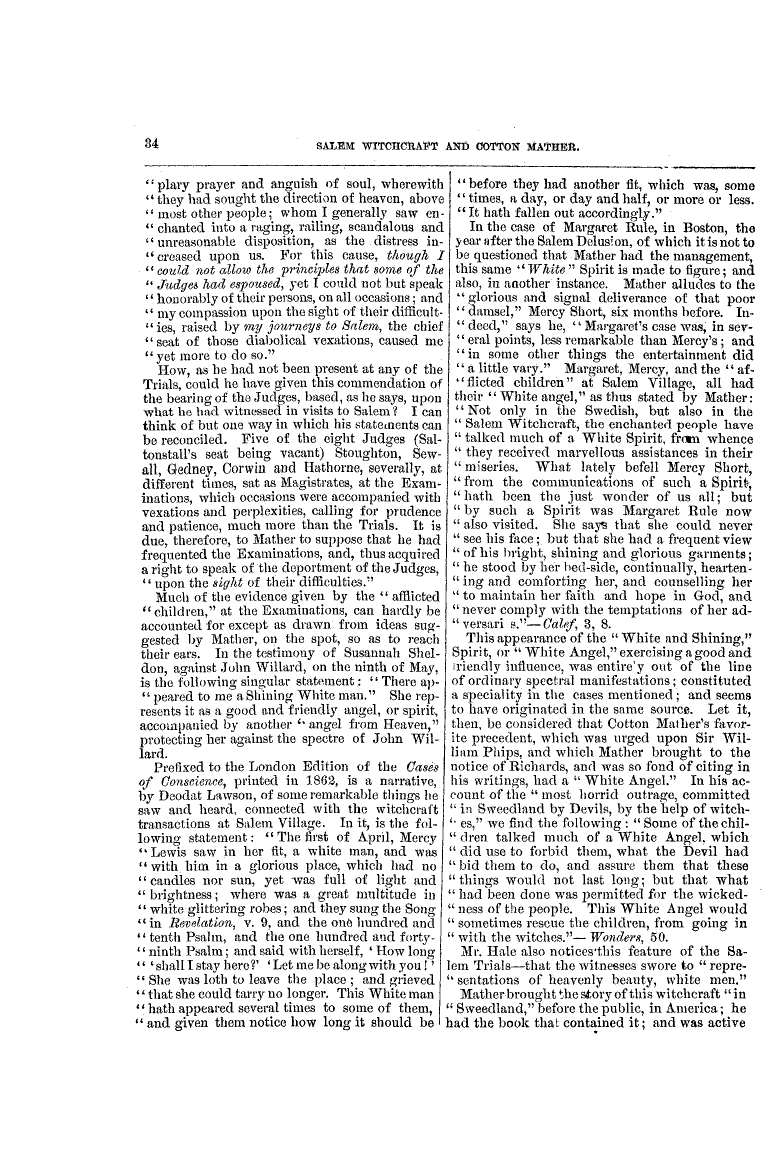 34
SALEM WITCHCRAFT AND COTTON MATHER.
“plary prayer and anguish of soul, wherewith
“they had sought the direction of heaven, above
“most other people; whom I generally saw en-
“chanted into a raging, railing, scandalous and
“unreasonable disposition, as the distress in-
“creased upon us. For this cause, though I
“could not allow the principles that some of the
“Judges had espoused, yet I could not but speak
“honorably of their persons, on all occasions; and
“my compassion upon the sight of their difficult-
“ies, raised by my journeys to Salem, the chief
“seat of those diabolical vexations, caused me
“yet more to do so.”
How, as he had not been present at any of the
Trials, could he have given this commendation of
the bearing of the Judges, based, as he says, upon
what he had witnessed in visits to Salem? I can
think of but one way in which his statements can
be reconciled. Five of the eight Judges (Sal-
tonstall's seat being vacant) Stoughton, Sew-
all, Gedney, Corwin and Hathorne, severally, at
different times, sat as Magistrates, at the Exam-
inations, which occasions were accompanied with
vexations and perplexities, calling for prudence
and patience, much more than the Trials. It is
due, therefore, to Mather to suppose that he had
frequented the Examinations, and, thus acquired
a right to speak of the deportment of the Judges,
“upon the sight of their difficulties.”
Much of the evidence given by the “afflicted
“children,” at the Examinations, can hardly be
accounted for except as drawn from ideas sug-
gested by Mather, on the spot, so as to reach
their ears. In the testimony of Susannah Shel-
don, against John Willard, on the ninth of May,
is the following singular statement: “There ap-
“peared to me a Shining White man.” She rep-
resents it as a good and friendly angel, or spirit,
accompanied by another “angel from Heaven,”
protecting her against the spectre of John Wil-
lard.
Prefixed to the London Edition of the Cases
of Conscience, printed in 1862, is a narrative,
by Deodat Lawson, of some remarkable things he
saw and heard, connected with the witchcraft
transactions at Salem Village. In it, is the fol-
lowing statement: “The first of April, Mercy
“Lewis saw in her fit, a white man, and was
“with him in a glorious place, which had no
“candles nor sun, yet was full of light and
“brightness; where was a great multitude in
“white glittering robes; and they sung the Song
“in Revelation, v. 9, and the one hundred and
“tenth Psalm, and the one hundred and forty-
“ninth Psalm; and said with herself, ‘How long
“‘shall I stay here?’ ‘Let me be along with you!’
“She was loth to leave the place; and grieved
“that she could tarry no longer. This White man
“hath appeared several times to some of them,
“and given them notice how long it should be
“before they had another fit, which was, some
“times, a day, or day and half, or more or less.
“It hath fallen out accordingly.”
In the case of Margaret Rule, in Boston, the
year after the Salem Delusion, of which it is not to
be questioned that Mather had the management,
this same “White” Spirit is made to figure; and
also, in another instance. Mather alludes to the
“glorious and signal deliverance of that poor
“damsel,” Mercy Short, six months before. In-
“deed,” says he, “Margaret's case was, in sev-
“eral points, less remarkable than Mercy's; and
“in some other things the entertainment did
“a little vary.” Margaret, Mercy, and the “af-
“flicted children” at Salem Village, all had
their “White angel,” as thus stated by Mather:
“Not only in the Swedish, but also in the
“Salem Witchcraft, the enchanted people have
“talked much of a White Spirit, from whence
“they received marvellous assistances in their
“miseries. What lately befell Mercy Short,
“from the communications of such a Spirit,
“hath been the just wonder of us all; but
“by such a Spirit was Margaret Rule now
“also visited. She says that she could never
“see his face; but that she had a frequent view
“of his bright, shining and glorious garments;
“he stood by her bed-side, continually, hearten-
“ing and comforting her, and counselling her
“to maintain her faith and hope in God, and
“never comply with the temptations of her ad-
“versari s.”—Calef, 3, 8.
This appearance of the “White and Shining,”
Spirit, or “White Angel,” exercising a good and
friendly influence, was entire'y out of the line
of ordinary spectral manifestations; constituted
a speciality in the cases mentioned; and seems
to have originated in the same source. Let it,
then, be considered that Cotton Mather's favor-
ite precedent, which was urged upon Sir Wil-
liam Phips, and which Mather brought to the
notice of Richards, and was so fond of citing in
his writings, had a “White Angel.” In his ac-
count of the “most horrid outrage, committed
“in Sweedland by Devils, by the help of witch-
“es,” we find the following: “Some of the chil-
“dren talked much of a White Angel, which
“did use to forbid them, what the Devil had
“bid them to do, and assure them that these
“things would not last long; but that what
“had been done was permitted for the wicked-
“ness of the people. This White Angel would
“sometimes rescue the children, from going in
“with the witches.”—Wonders, 50.
Mr. Hale also notices this feature of the Sa-
lem Trials—that the witnesses swore to “repre-
“sentations of heavenly beauty, white men.”
Mather brought the story of this witchcraft “in
“Sweedland,” before the public, in America; he
had the book that contained it; and was active